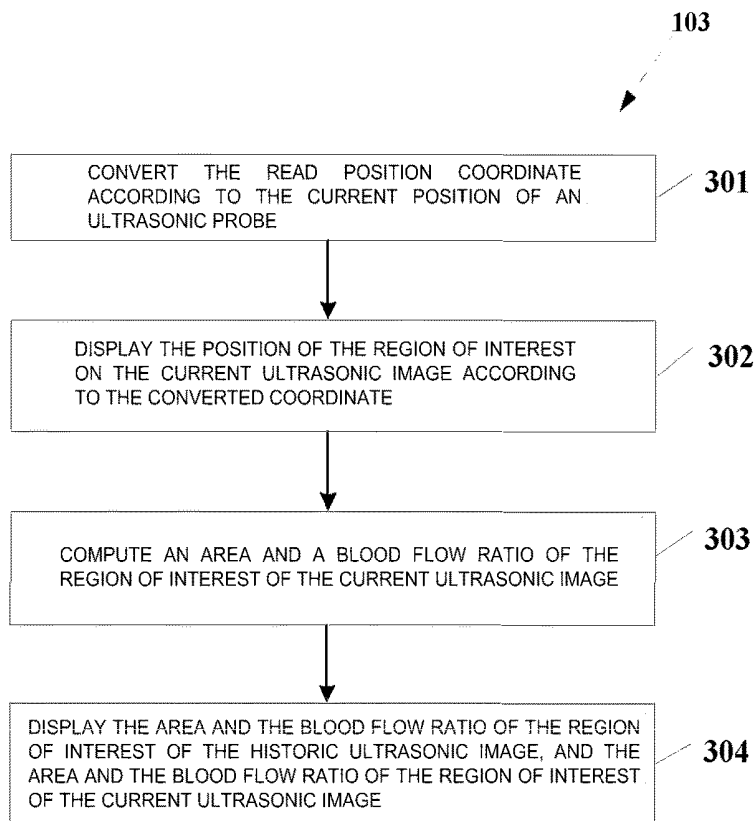 103
CONVERT THE READ POSITION COORDINATE
ACCORDING TO THE CURRENT POSITION OF AN
ULTRASONIC PROBE
301
DISPLAY THE POSITION OF THE REGION OF INTEREST
ON THE CURRENT ULTRASONIC IMAGE ACCORDING
TO THE CONVERTED COORDINATE
302
COMPUTE AN AREA AND A BLOOD FLOW RATIO OF THE
REGION OF INTEREST OF THE CURRENT ULTRASONIC IMAGE
303
DISPLAY THE AREA AND THE BLOOD FLOW RATIO OF THE REGION
OF INTEREST OF THE HISTORIC ULTRASONIC IMAGE, AND THE
AREA AND THE BLOOD FLOW RATIO OF THE REGION OF INTEREST
OF THE CURRENT ULTRASONIC IMAGE
304